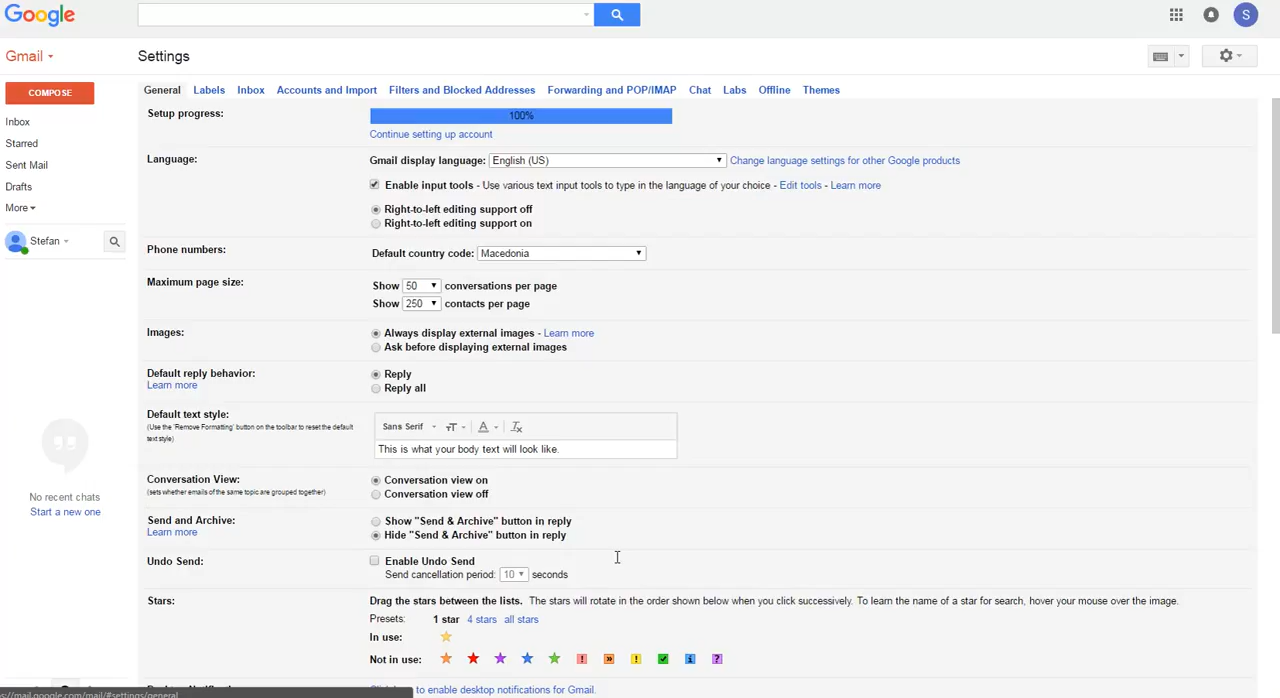 Google
S
Gmail
Settings
COMPOSE
General Labels Inbox Accounts and Import Filters and Blocked Addresses Forwarding and POP/IMAP Chat Labs Offline Themes
Inbox
Starred
Sent Mail
Drafts
More
Stefan
No recent chats
Start a new one
Setup progress: 100%
Continue setting up account
Language: Gmail display language: English (US) Change language settings for other Google products
Enable input tools - Use various text input tools to type in the language of your choice - Edit tools - Learn more
Right-to-left editing support off
Right-to-left editing support on
Phone numbers: Default country code: Macedonia
Maximum page size: Show 50 conversations per page
Show 250 contacts per page
Images: Always display external images - Learn more
Ask before displaying external images
Default reply behavior: Reply
Learn more Reply all
Default text style:
(Use the 'Remove Formatting' button on the toolbar to reset the default
text style)
Sans Serif
This is what your body text will look like.
Conversation View: Conversation view on
(sets whether emails of the same topic are grouped together) Conversation view off
Send and Archive: Show "Send & Archive" button in reply
Learn more Hide "Send & Archive" button in reply
Undo Send: Enable Undo Send
Send cancellation period: 10 seconds
Stars: Drag the stars between the lists. The stars will rotate in the order shown below when you click successively. To learn the name of a star for search, hover your mouse over the image.
Presets: 1 star 4 stars all stars
In use:
Not in use:
to enable desktop notifications for Gmail.